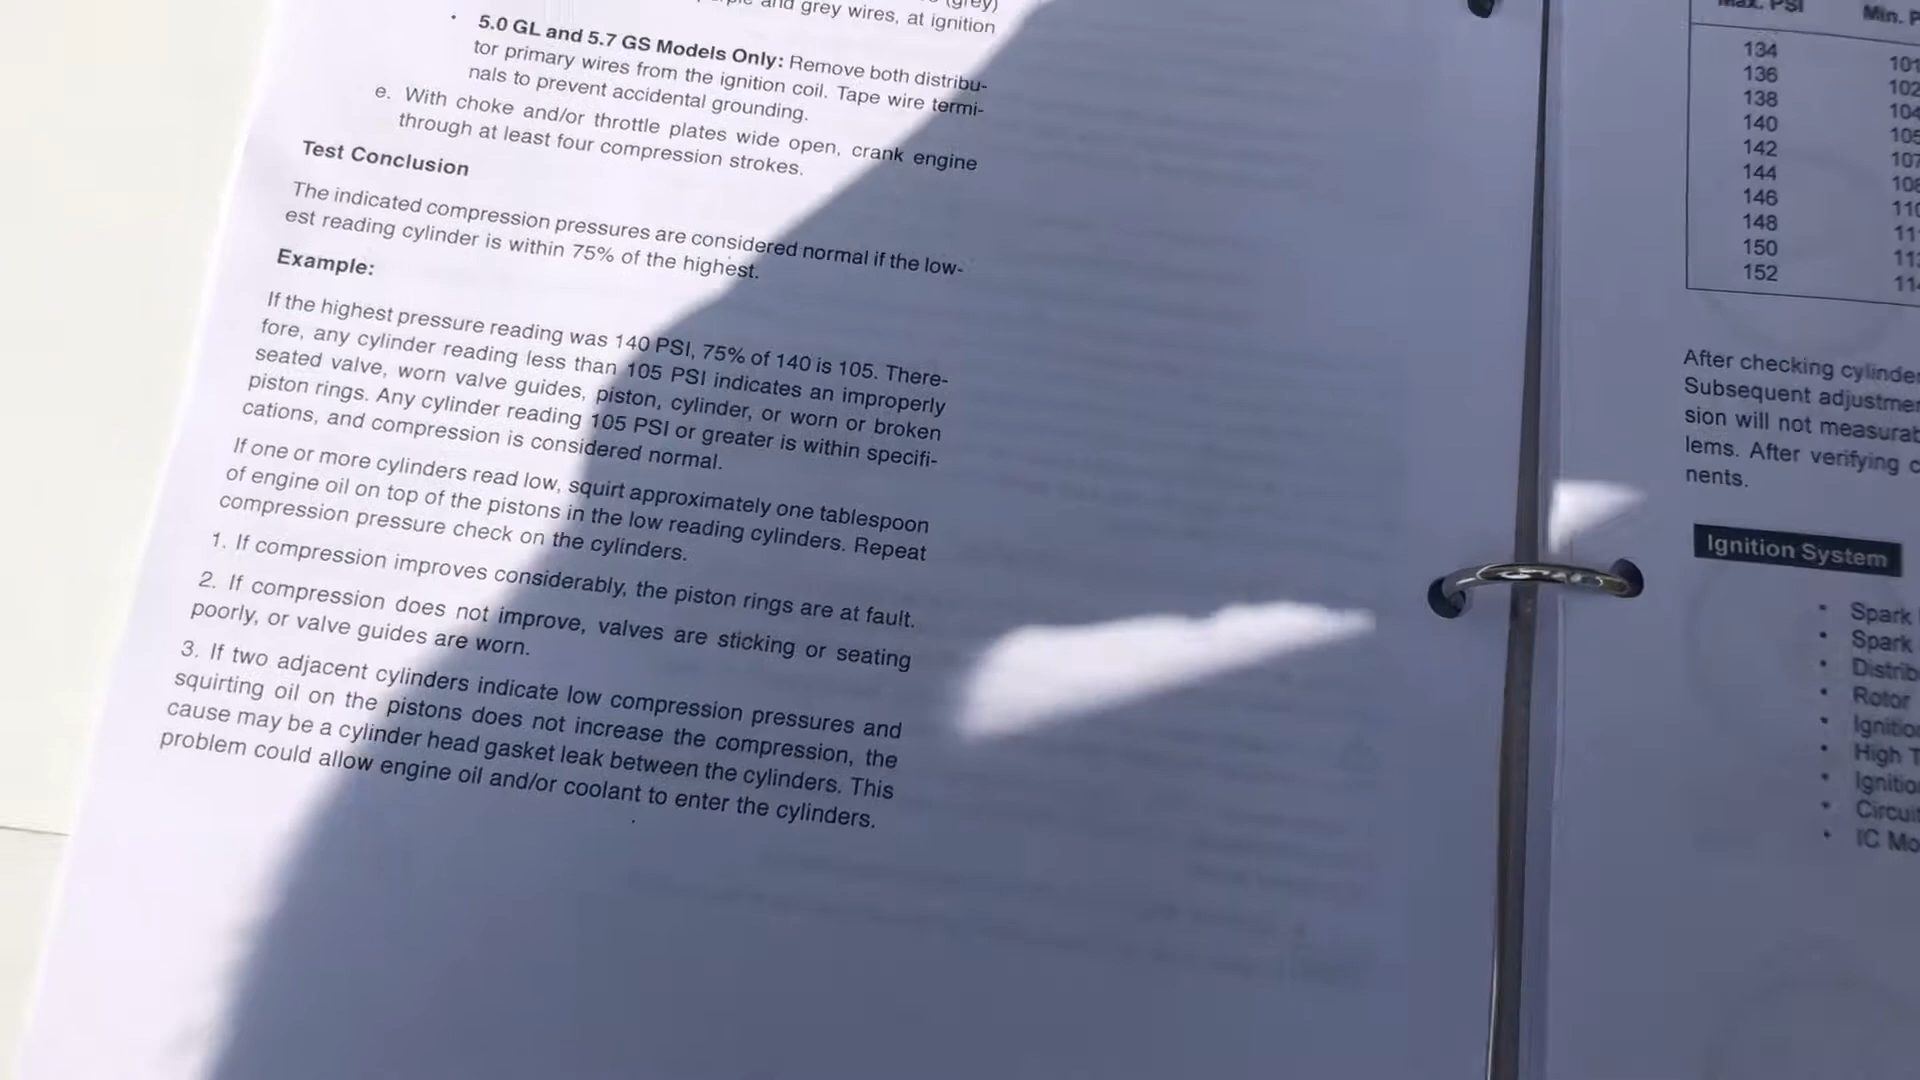 (grey)
and grey wires, at ignition
• 5.0 GL and 5.7 GS Models Only: Remove both distribu-
tor primary wires from the ignition coil. Tape wire termi-
nals to prevent accidental grounding.
e. With choke and/or throttle plates wide open, crank engine
through at least four compression strokes.
Test Conclusion
The indicated compression pressures are considered normal if the low-
est reading cylinder is within 75% of the highest.
Example:
If the highest pressure reading was 140 PSI, 75% of 140 is 105. There-
fore, any cylinder reading less than 105 PSI indicates an improperly
seated valve, worn valve guides, piston, cylinder, or worn or broken
piston rings. Any cylinder reading 105 PSI or greater is within specifi-
cations, and compression is considered normal.
If one or more cylinders read low, squirt approximately one tablespoon
of engine oil on top of the pistons in the low reading cylinders. Repeat
compression pressure check on the cylinders.
1. If compression improves considerably, the piston rings are at fault.
2. If compression does not improve, valves are sticking or seating
poorly, or valve guides are worn.
3. If two adjacent cylinders indicate low compression pressures and
squirting oil on the pistons does not increase the compression, the
cause may be a cylinder head gasket leak between the cylinders. This
problem could allow engine oil and/or coolant to enter the cylinders.
Max. PSI Min. P
134 101
136 102
138 104
140 105
142 107
144 108
146 110
148 11
150 113
152 114
After checking cylinde
Subsequent adjustme
sion will not measurab
lems. After verifying c
nents.
Ignition System
• Spark
• Spark
• Distrib
• Rotor
• Ignitio
• High T
• Ignitio
• Circuit
• IC Mo